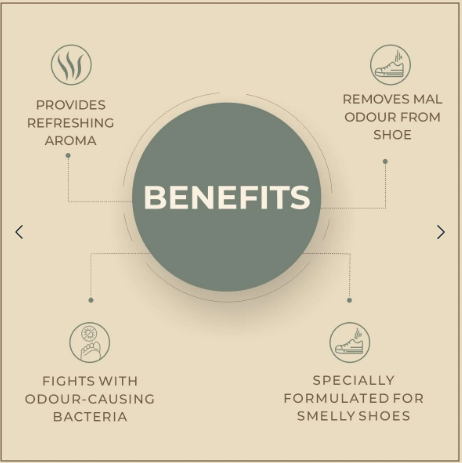 PROVIDES
REFRESHING
AROMA
REMOVES MAL
ODOUR FROM
SHOE
BENEFITS
FIGHTS WITH
ODOUR-CAUSING
BACTERIA
SPECIALLY
FORMULATED FOR
SMELLY SHOES